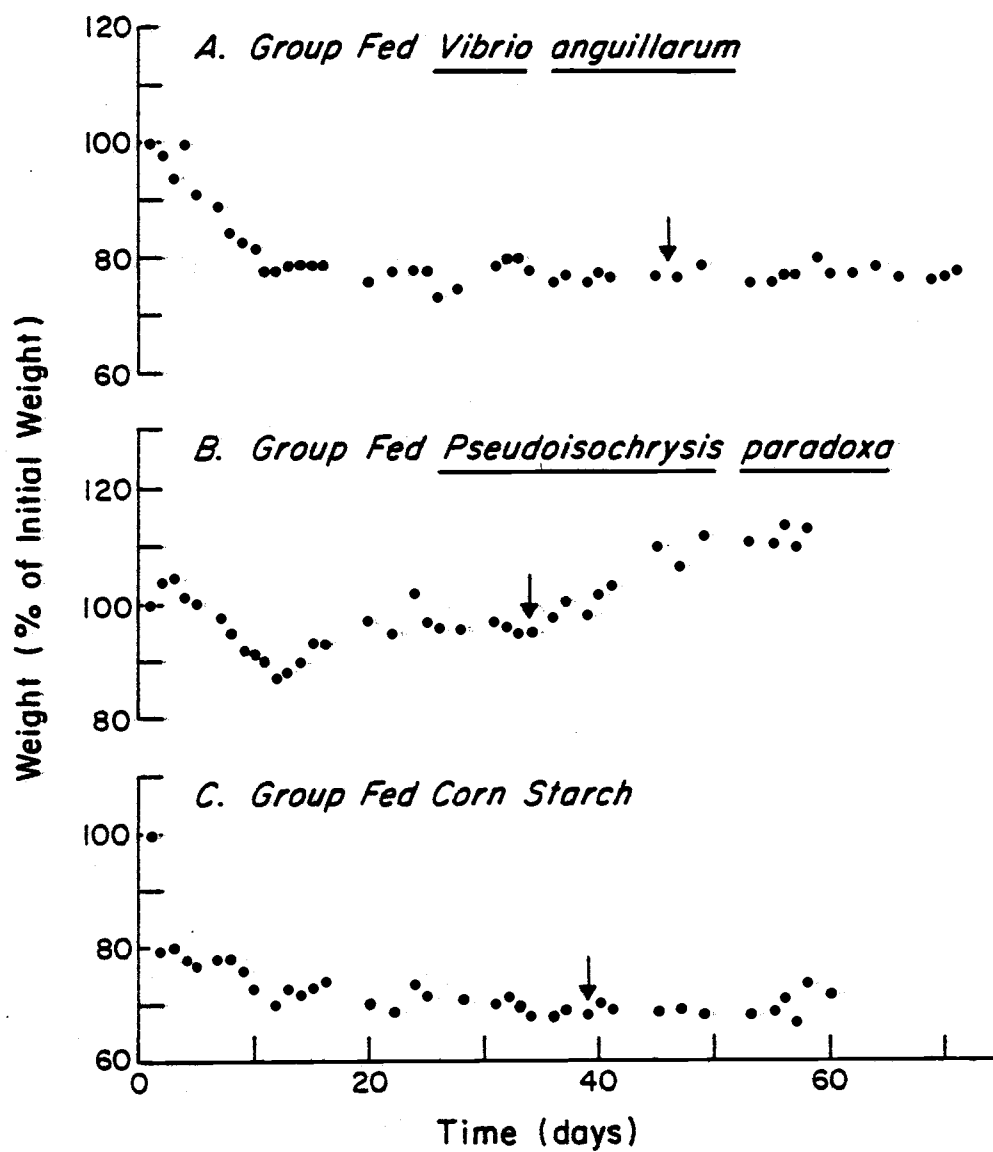 120
A. Group Fed Vibrio anguillarum
100
80
60
Weight (% of Initial Weight)
B. Group Fed Pseudoisochrysis paradoxa
120
100
80
C. Group Fed Corn Starch
100
80
60
0 20 40 60
Time (days)